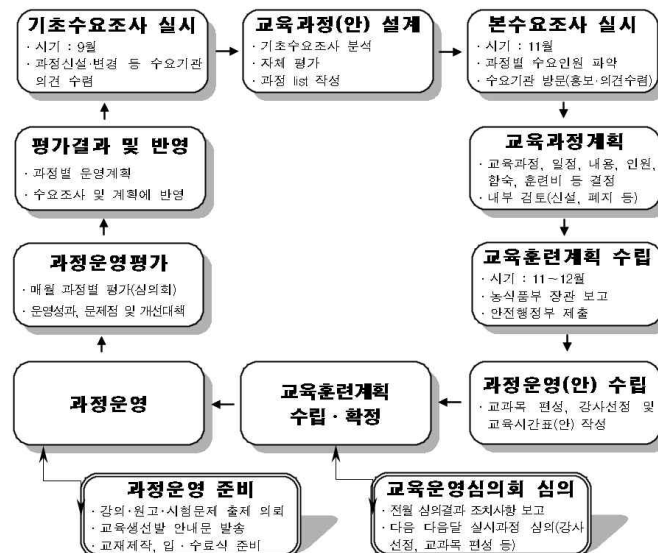 기초수요조사 실시
· 시기 : 9월
· 과정신설·변경 등 수요기관
의견 수렴
교육과정(안) 설계
· 기초수요조사 분석
· 자체 평가
· 과정 list 작성
본수요조사 실시
· 시기 : 11월
· 과정별 수요인원 파악
· 수요기관 방문(홍보·의견수렴)
교육과정계획
· 교육과정, 일정, 내용, 인원,
합숙, 훈련비 등 결정
· 내부 검토(신설, 폐지 등)
교육훈련계획 수립
· 시기 : 11~12월
· 농식품부 장관 보고
· 안전행정부 제출
과정운영(안) 수립
· 교과목 편성, 강사선정 및
교육시간표(안) 작성
교육운영심의회 심의
· 전월 심의결과 조치사항 보고
· 다음 다음달 실시과정 심의(강사
선정, 교과목 편성 등)
교육훈련계획
수립·확정
과정운영 준비
· 강의·원고·시험문제 출제 의뢰
· 교육생선발 안내문 발송
· 교재제작, 입·수료식 준비
과정운영
과정운영평가
· 매월 과정별 평가(심의회)
· 운영성과, 문제점 및 개선대책
평가결과 및 반영
· 과정별 운영계획
· 수요조사 및 계획에 반영